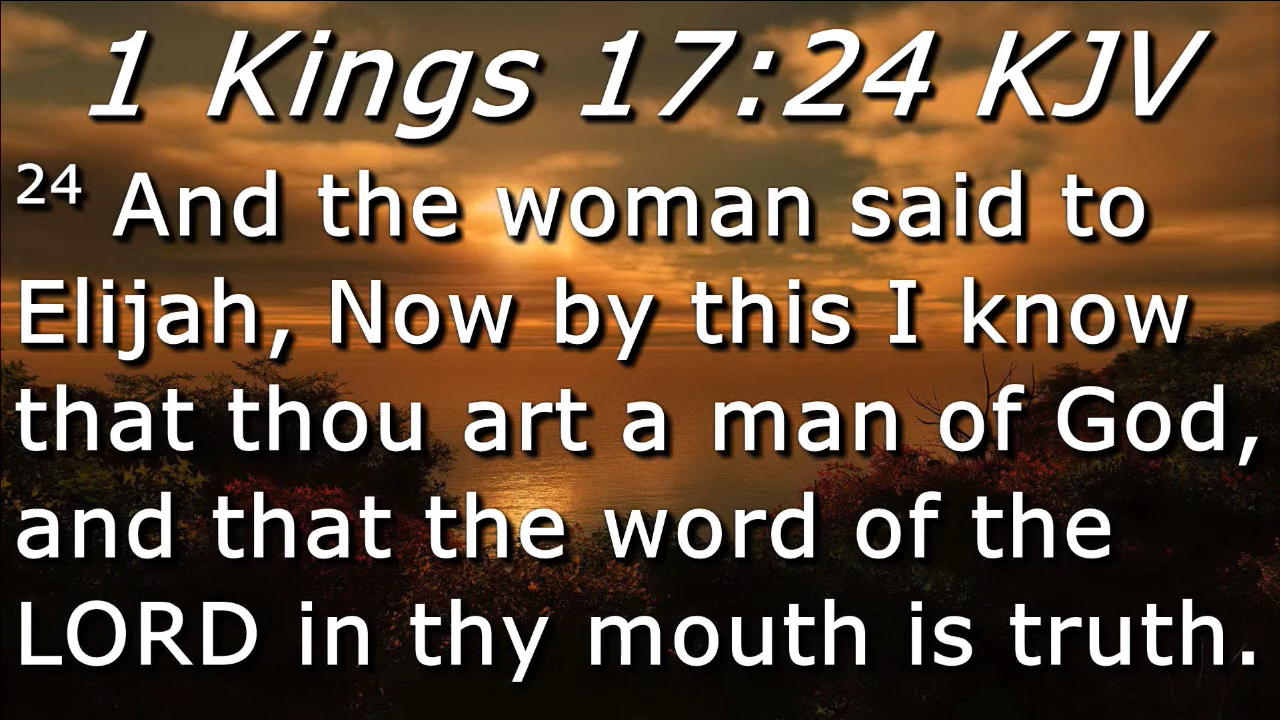 1 Kings 17:24 KJV
24 And the woman said to
Elijah, Now by this I know
that thou art a man of God,
and that the word of the
LORD in thy mouth is truth.